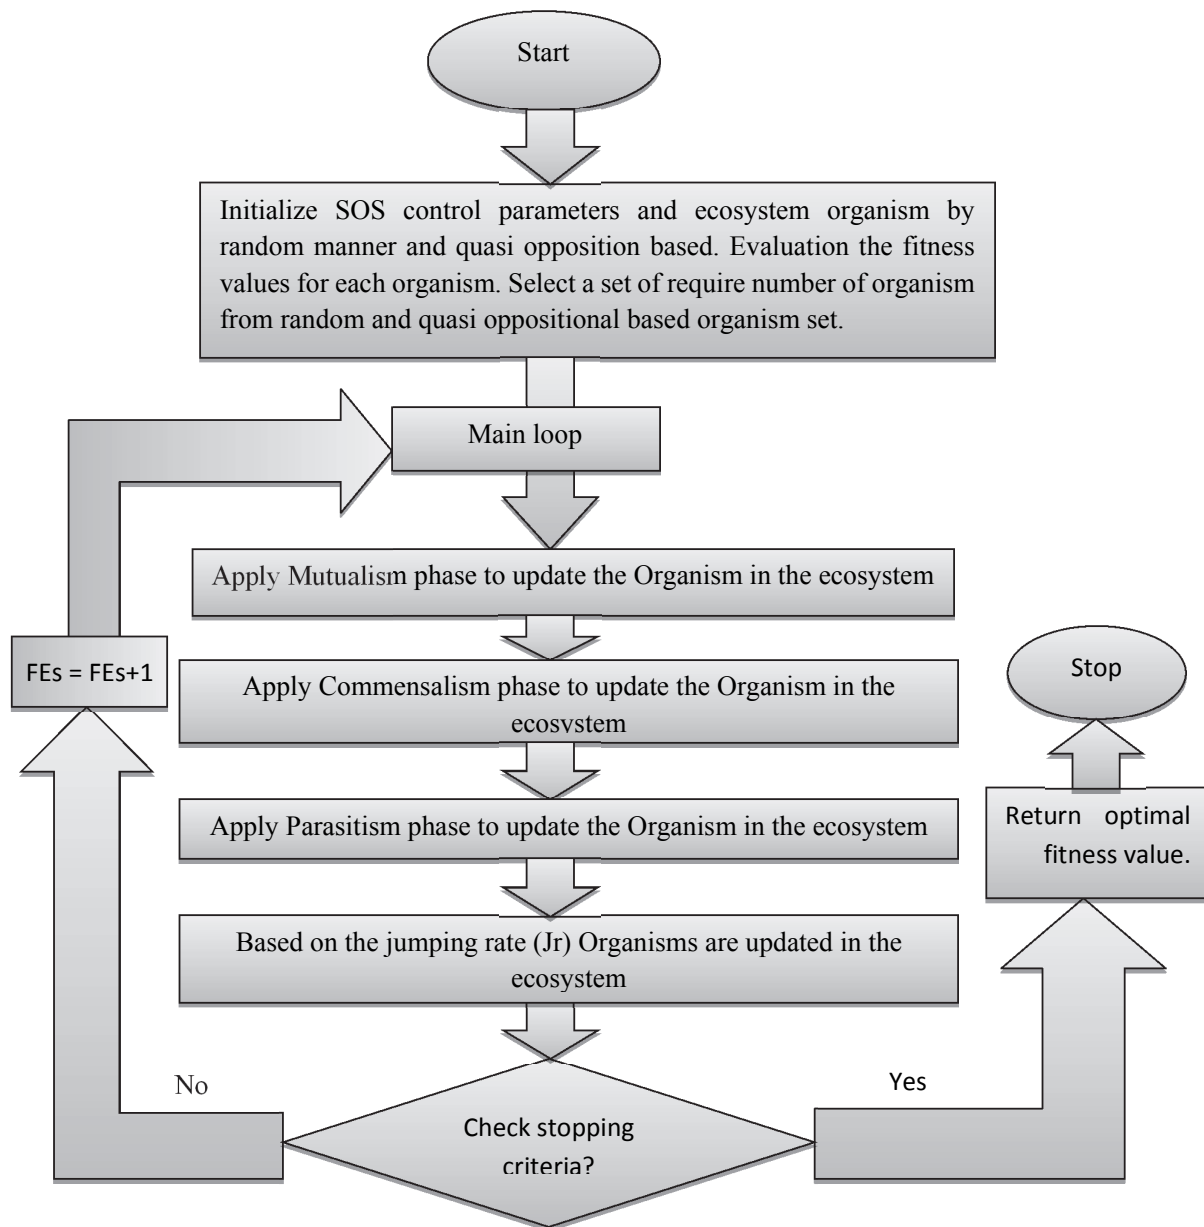 Start
Initialize SOS control parameters and ecosystem organism by
random manner and quasi opposition based. Evaluation the fitness
values for each organism. Select a set of require number of organism
from random and quasi oppositional based organism set.
Main loop
Apply Mutualism phase to update the Organism in the ecosystem
FEs = FEs+1
Apply Commensalism phase to update the Organism in the
ecosystem
Stop
Apply Parasitism phase to update the Organism in the ecosystem
Return optimal
fitness value.
Based on the jumping rate (Jr) Organisms are updated in the
ecosystem
No
Yes
Check stopping
criteria?